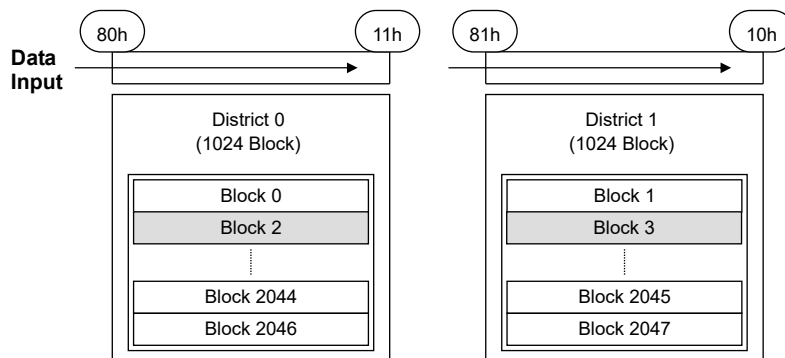 80h 11h 81h 10h
Data
Input
District 0
(1024 Block)
Block 0
Block 2
Block 2044
Block 2046
District 1
(1024 Block)
Block 1
Block 3
Block 2045
Block 2047